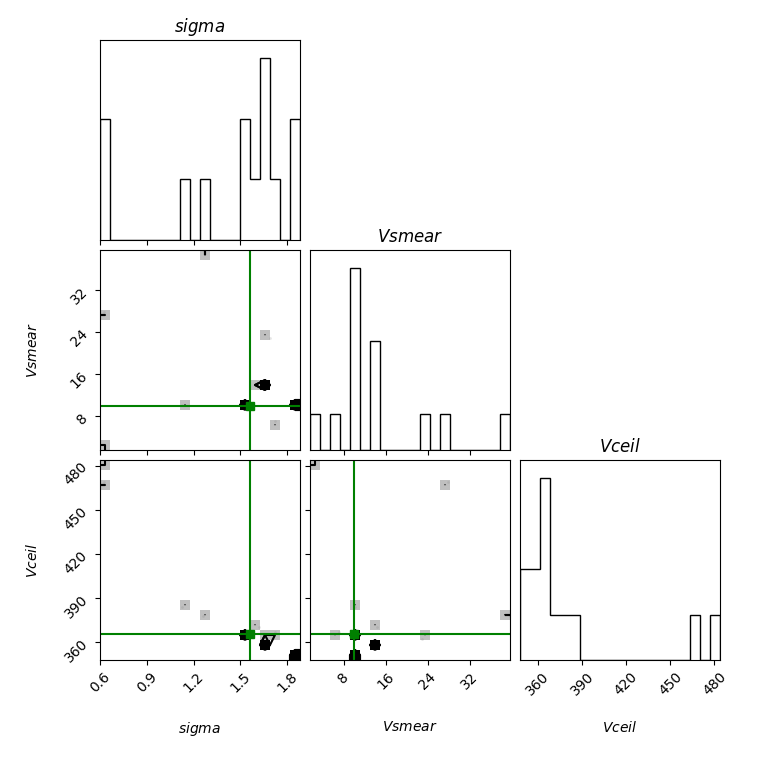 sigma
Vsmear
32
24
16
8
Vsmear
Vceil
480
450
420
390
360
Vceil
0.6 0.9 1.2 1.5 1.8
8 16 24 32
360 390 420 450 480
sigma
Vsmear
Vceil